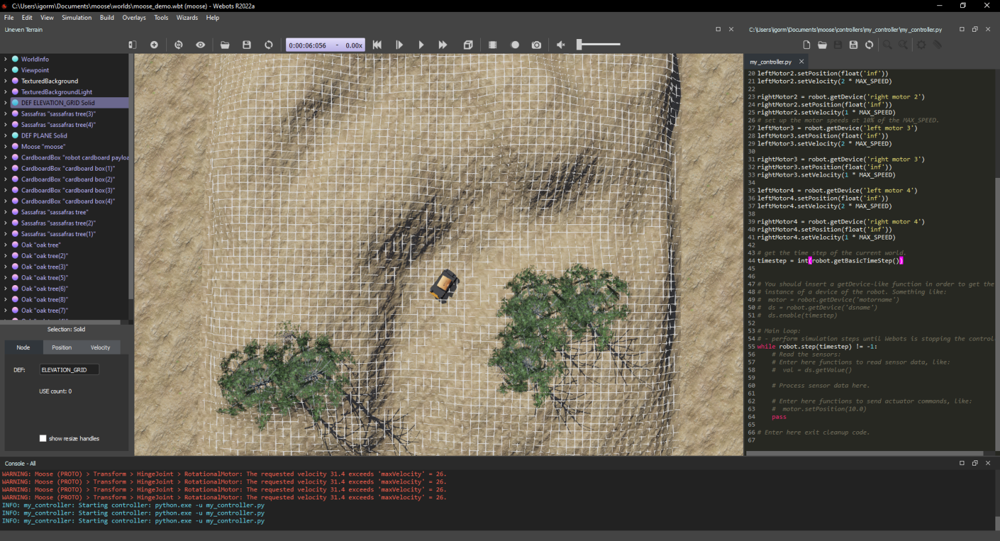 C:\Users\igorm\Documents\moose\worlds\moose_demo.wbt (moose) - Webots R2022a
File Edit View Simulation Build Overlays Tools Wizards Help
Uneven Terrain
0:00:06:056 - 0.00x
WorldInfo
Viewpoint
TexturedBackground
TexturedBackgroundLight
DEF ELEVATION_GRID Solid
Sassafras "sassafras tree(3)"
Sassafras "sassafras tree(4)"
DEF PLANE Solid
Moose "moose"
CardboardBox "robot cardboard paylo
CardboardBox "cardboard box(1)"
CardboardBox "cardboard box(2)"
CardboardBox "cardboard box(3)"
CardboardBox "cardboard box(4)"
Sassafras "sassafras tree"
Sassafras "sassafras tree(2)"
Sassafras "sassafras tree(1)"
Oak "oak tree"
Oak "oak tree(2)"
Oak "oak tree(3)"
Oak "oak tree(5)"
Oak "oak tree(6)"
Oak "oak tree(8)"
Oak "oak tree(7)"
Selection: Solid
Node Position Velocity
DEF: ELEVATION_GRID
USE count: 0
show resize handles
C:\Users\igorm\Documents\moose\controllers\my_controller\my_controller.py
my_controller.py
20 leftMotor2.setPosition(float('inf'))
21 leftMotor2.setVelocity(2 * MAX_SPEED)
22
23 rightMotor2 = robot.getDevice('right motor 2')
24 rightMotor2.setPosition(float('inf'))
25 rightMotor2.setVelocity(1 * MAX_SPEED)
26 # set up the motor speeds at 10% of the MAX_SPEED.
27 leftMotor3 = robot.getDevice('left motor 3')
28 leftMotor3.setPosition(float('inf'))
29 leftMotor3.setVelocity(2 * MAX_SPEED)
30
31 rightMotor3 = robot.getDevice('right motor 3')
32 rightMotor3.setPosition(float('inf'))
33 rightMotor3.setVelocity(1 * MAX_SPEED)
34
35 leftMotor4 = robot.getDevice('left motor 4')
36 leftMotor4.setPosition(float('inf'))
37 leftMotor4.setVelocity(2 * MAX_SPEED)
38
39 rightMotor4 = robot.getDevice('right motor 4')
40 rightMotor4.setPosition(float('inf'))
41 rightMotor4.setVelocity(1 * MAX_SPEED)
42
43 # get the time step of the current world.
44 timestep = int(robot.getBasicTimeStep())
45
46
47 # You should insert a getDevice-like function in order to get the
48 # instance of a device of the robot. Something like:
49 #  motor = robot.getDevice('motorname')
50 #  ds = robot.getDevice('dsname')
51 #  ds.enable(timestep)
52
53 # Main loop:
54 # - perform simulation steps until Webots is stopping the control
55 while robot.step(timestep) != -1:
56     # Read the sensors:
57     # Enter here functions to read sensor data, like:
58     #  val = ds.getValue()
59
60     # Process sensor data here.
61
62     # Enter here functions to send actuator commands, like:
63     #  motor.setPosition(10.0)
64     pass
65
66 # Enter here exit cleanup code.
67
Console - All
WARNING: Moose (PROTO) > Transform > HingeJoint > RotationalMotor: The requested velocity 31.4 exceeds 'maxVelocity' = 26.
WARNING: Moose (PROTO) > Transform > HingeJoint > RotationalMotor: The requested velocity 31.4 exceeds 'maxVelocity' = 26.
WARNING: Moose (PROTO) > Transform > HingeJoint > RotationalMotor: The requested velocity 31.4 exceeds 'maxVelocity' = 26.
WARNING: Moose (PROTO) > Transform > HingeJoint > RotationalMotor: The requested velocity 31.4 exceeds 'maxVelocity' = 26.
INFO: my_controller: Starting controller: python.exe -u my_controller.py
INFO: my_controller: Starting controller: python.exe -u my_controller.py
INFO: my_controller: Starting controller: python.exe -u my_controller.py